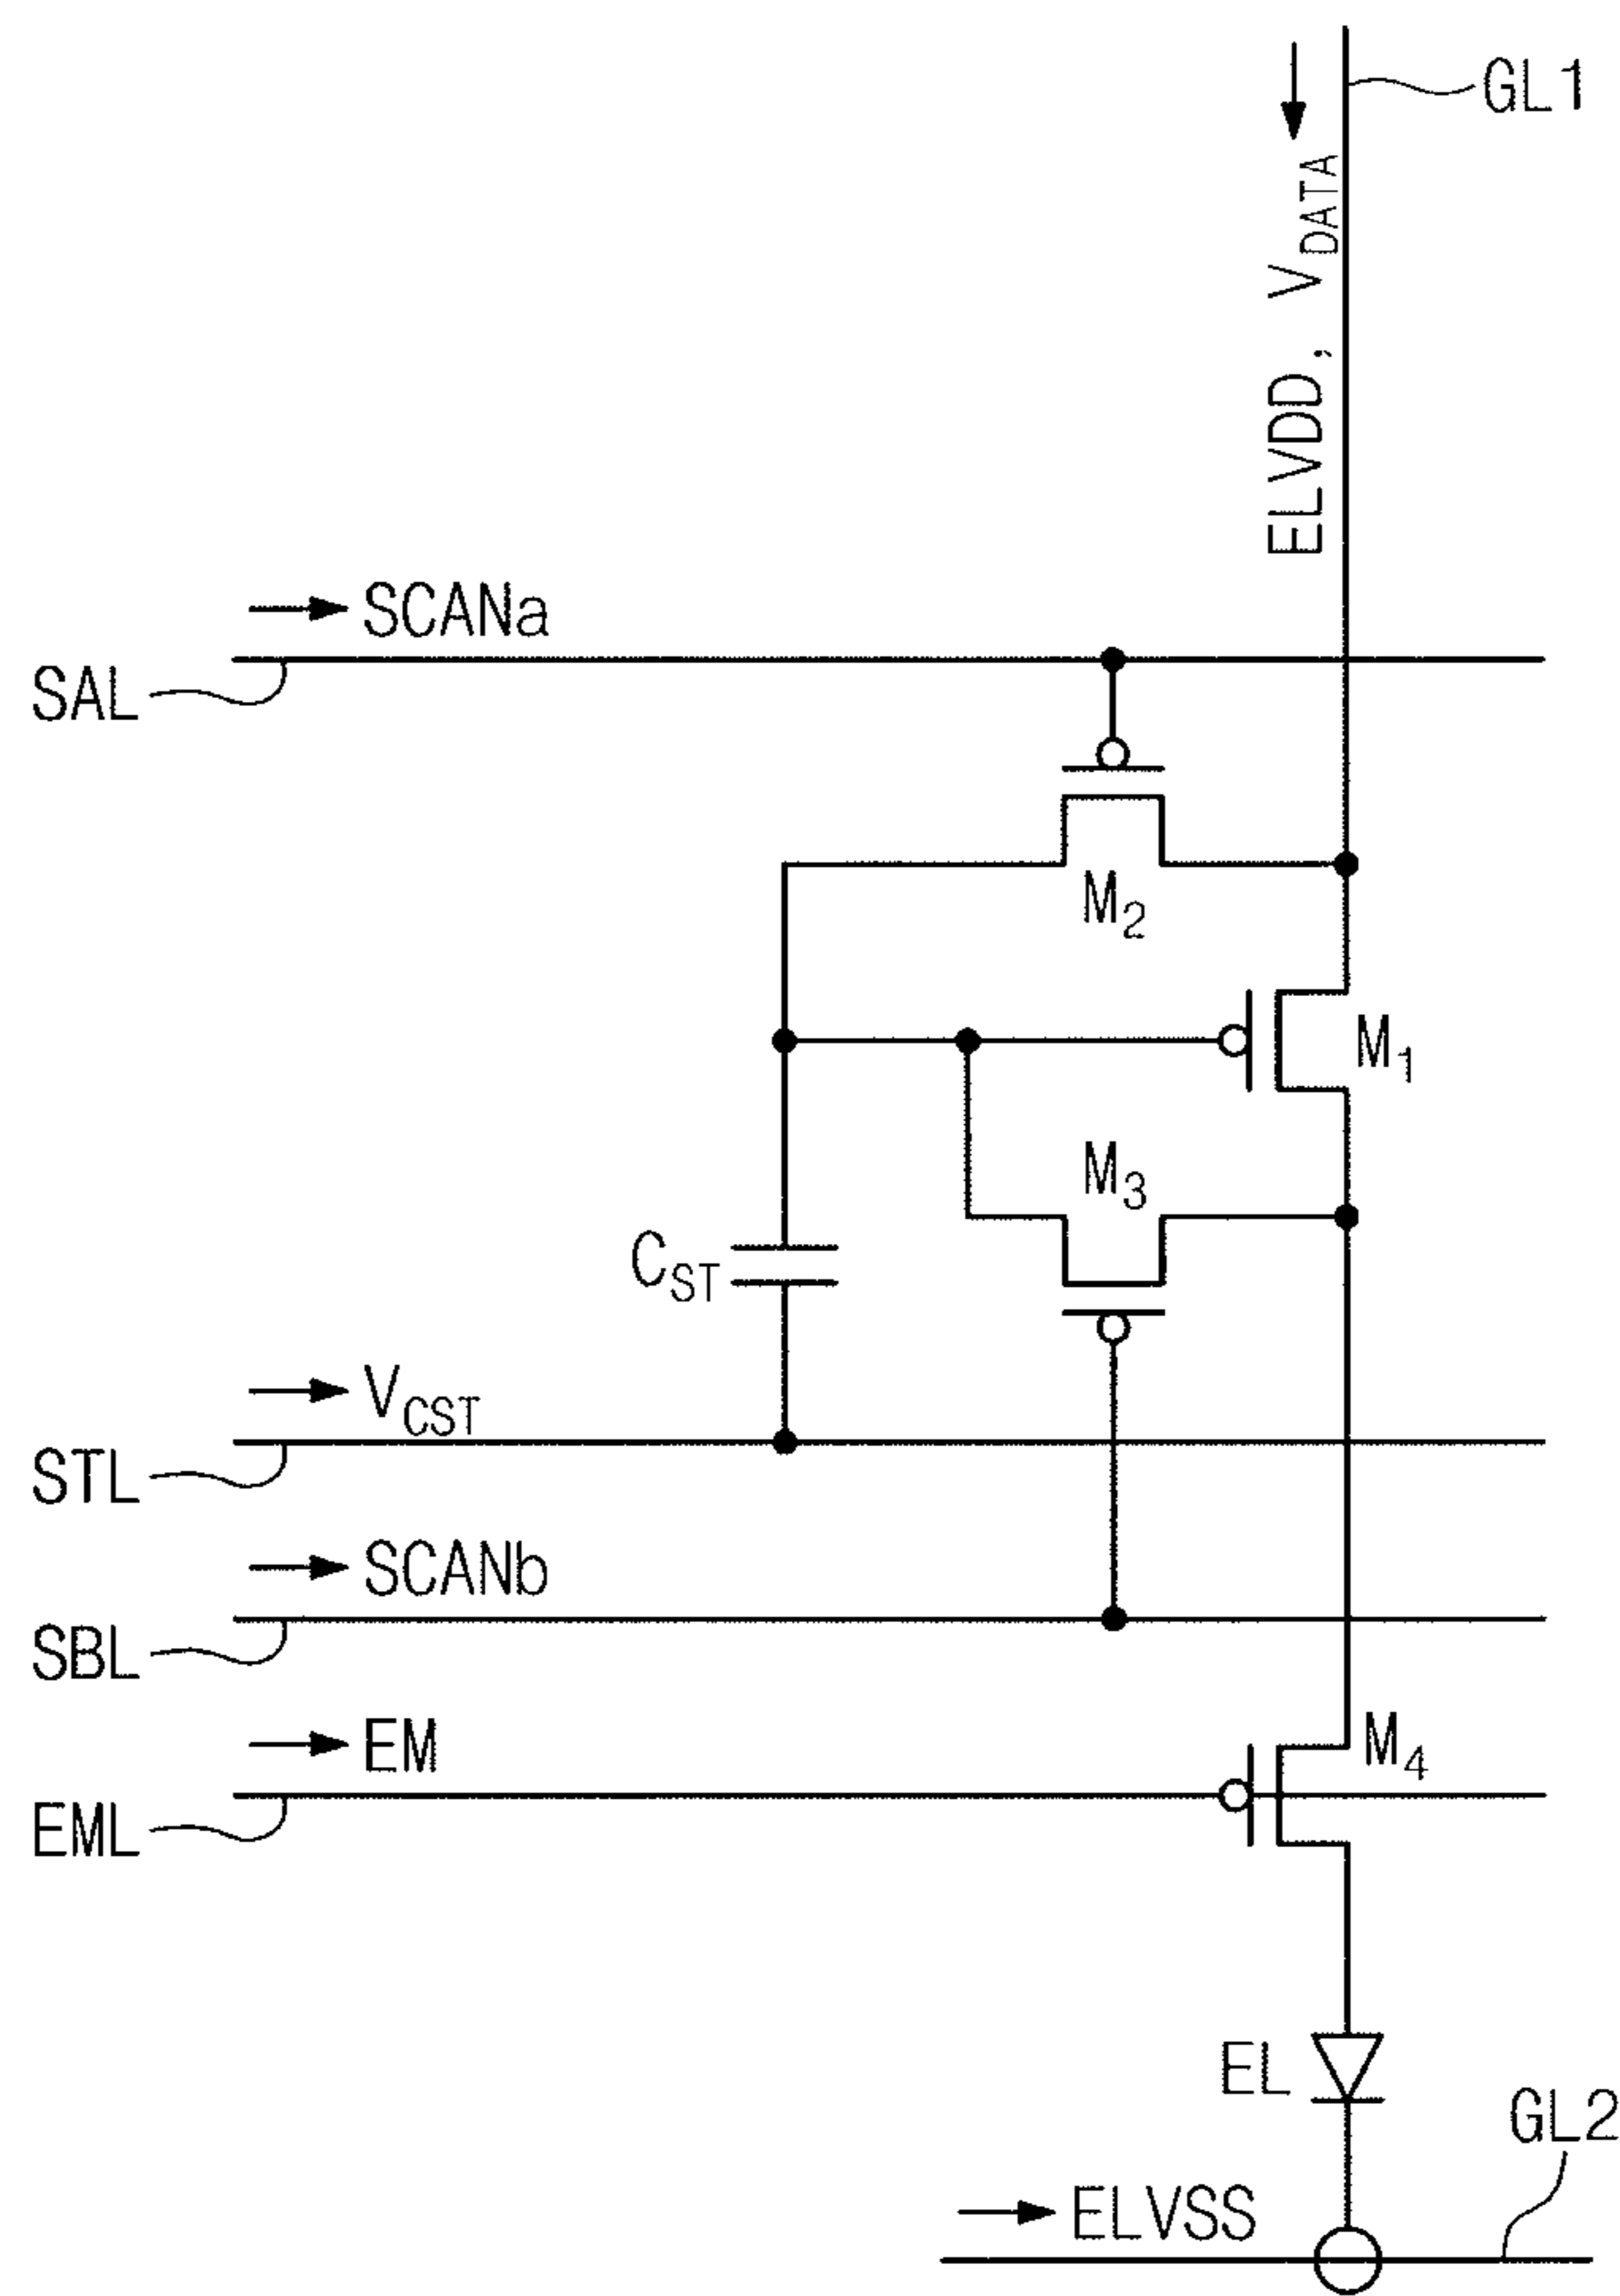 GL1
ELVDD, VDATA
SCANa
SAL
M2
M1
M3
CST
VCST
STL
SCANb
SBL
EM
M4
EML
EL
GL2
ELVSS